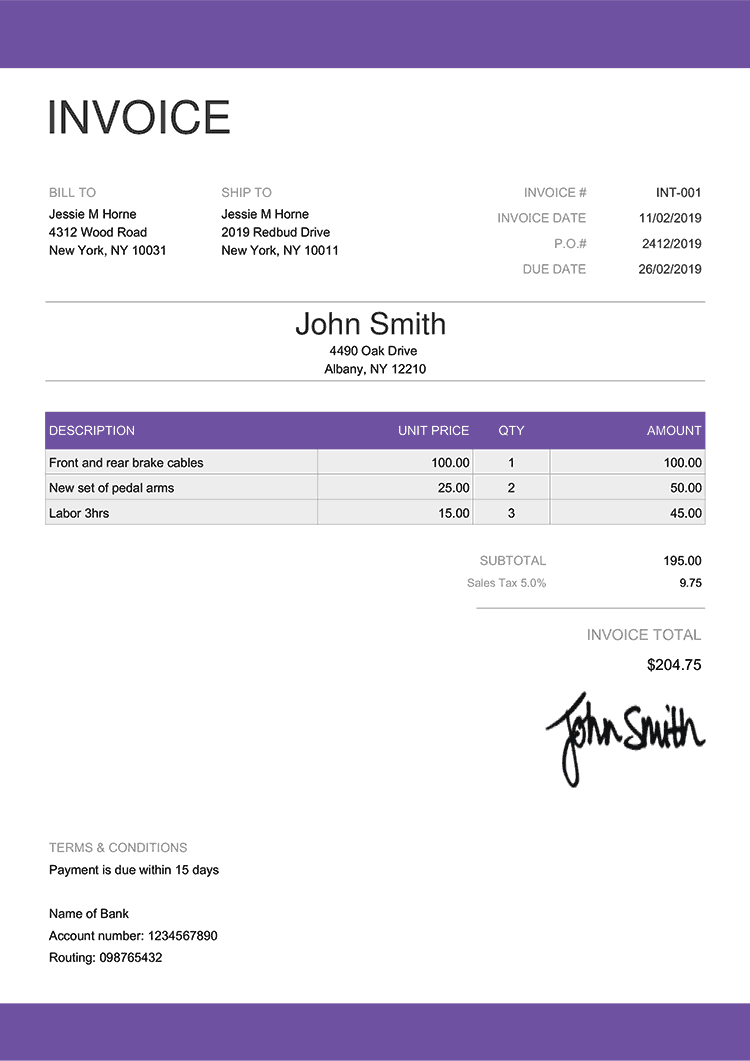 INVOICE
BILL TO
Jessie M Horne
4312 Wood Road
New York, NY 10031
SHIP TO
Jessie M Horne
2019 Redbud Drive
New York, NY 10011
INVOICE # INT-001
INVOICE DATE 11/02/2019
P.O.# 2412/2019
DUE DATE 26/02/2019
John Smith
4490 Oak Drive
Albany, NY 12210
DESCRIPTION UNIT PRICE QTY AMOUNT
Front and rear brake cables 100.00 1 100.00
New set of pedal arms 25.00 2 50.00
Labor 3hrs 15.00 3 45.00
SUBTOTAL 195.00
Sales Tax 5.0% 9.75
INVOICE TOTAL
$204.75
John Smith
TERMS & CONDITIONS
Payment is due within 15 days
Name of Bank
Account number: 1234567890
Routing: 098765432